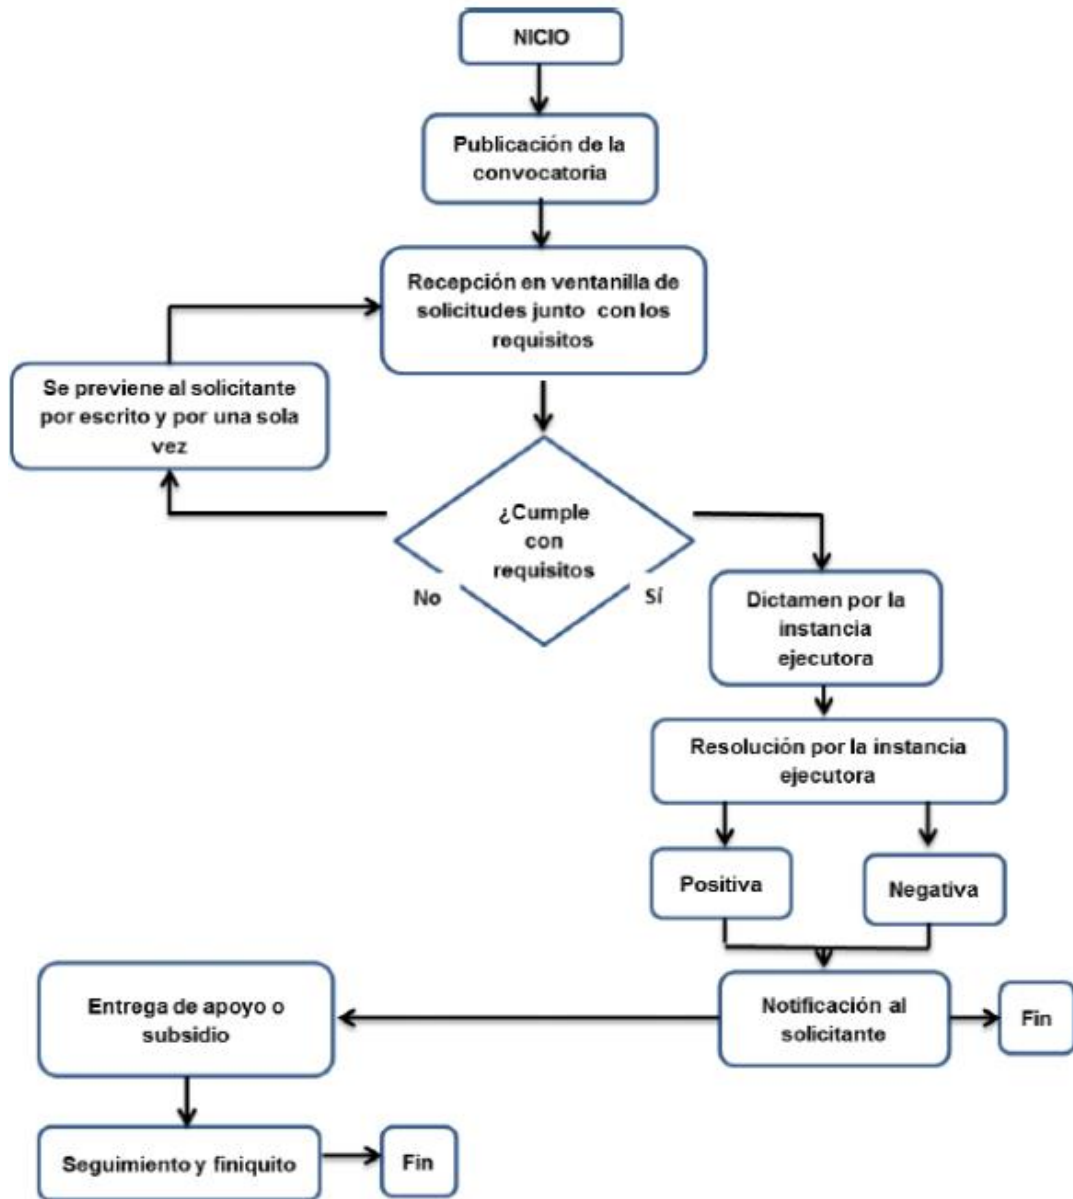 NICIO
Publicación de la
convocatoria
Recepción en ventanilla de
solicitudes junto con los
requisitos
Se previene al solicitante
por escrito y por una sola
vez
¿Cumple
con
requisitos
No
Sí
Dictamen por la
instancia
ejecutora
Resolución por la instancia
ejecutora
Positiva
Negativa
Notificación al
solicitante
Fin
Entrega de apoyo o
subsidio
Seguimiento y finiquito
Fin